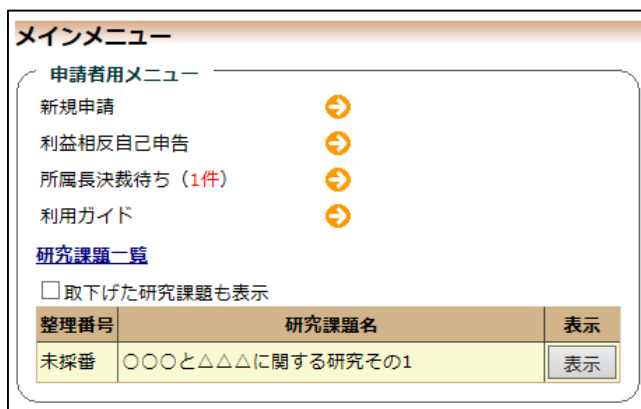 メインメニュー
申請者用メニュー
新規申請
利益相反自己申告
所属長決裁待ち（1件）
利用ガイド
研究課題一覧
取下げた研究課題も表示
整理番号 研究課題名 表示
未採番 〇〇〇と△△△に関する研究その1 表示